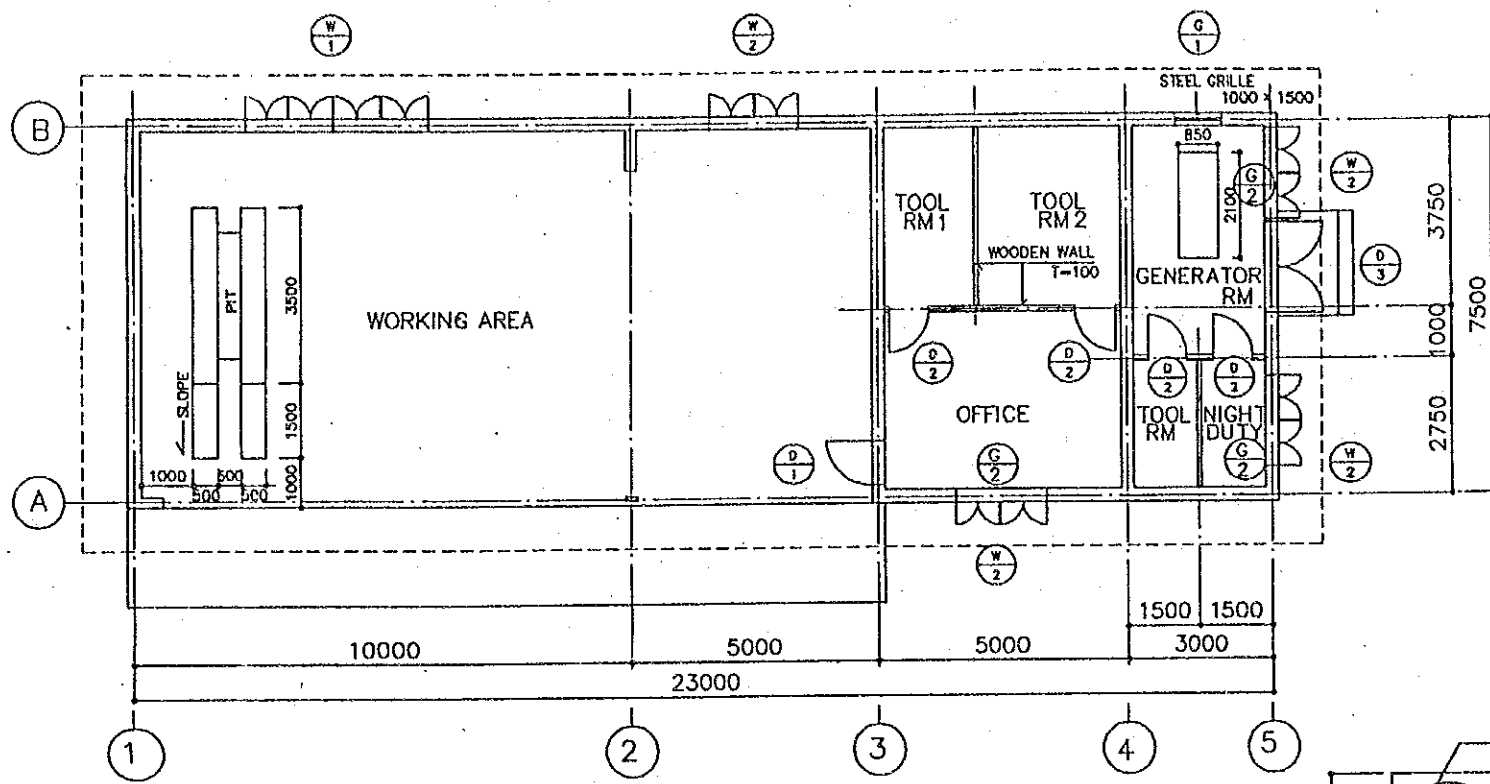 W
1
W
2
G
1
STEEL GRILLE
1000 × 1500
B
850
G
2
W
2
TOOL
RM 1
TOOL
RM 2
2100
3750
WOODEN WALL
T=100
GENERATOR
RM
D
3
7500
3500
PIT
WORKING AREA
1000
D
2
D
2
D
2
D
2
SLOPE
1500
OFFICE
TOOL
RM
NIGHT
DUTY
2750
D
1
G
2
G
2
W
2
1000
600
500
500
1000
A
W
2
1500
1500
10000
5000
5000
3000
23000
1
2
3
4
5